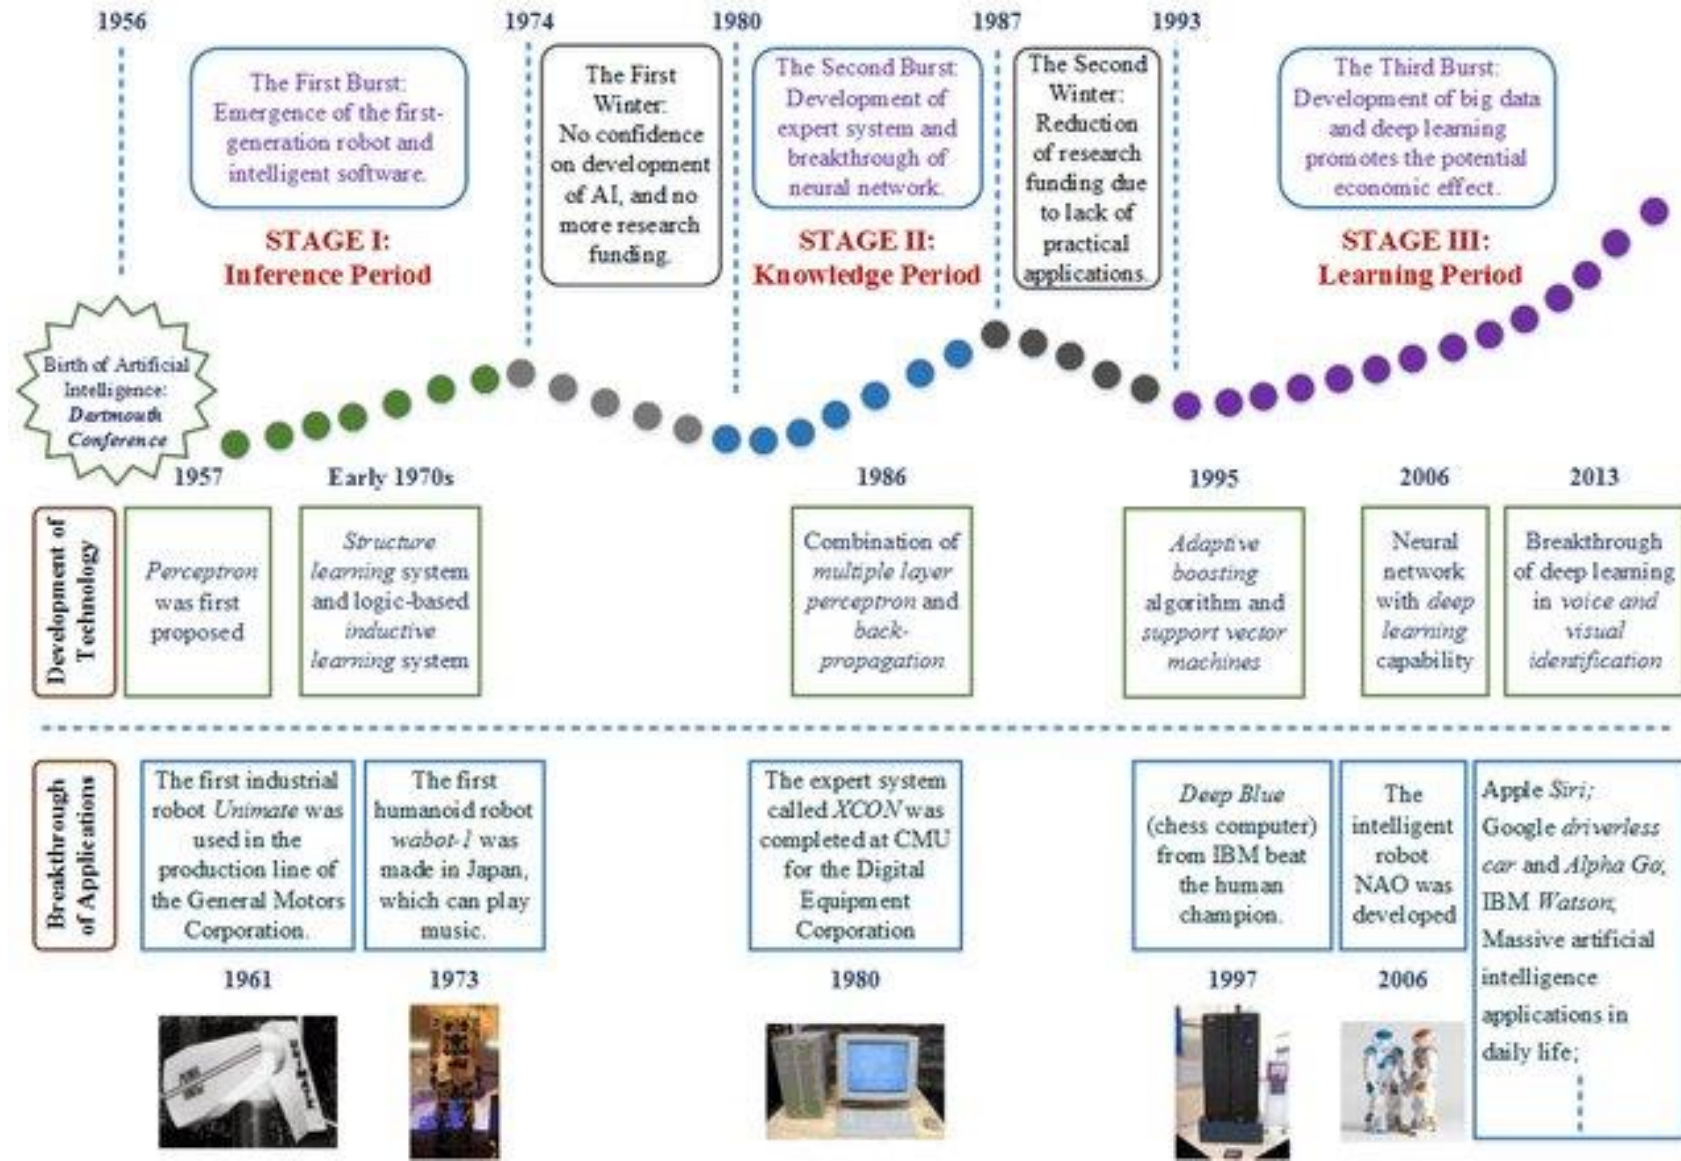 1956
1974
1980
1987
1993
The First Burst:
Emergence of the first-
generation robot and
intelligent software.
The First
Winter:
No confidence
on development
of AI, and no
more research
funding.
The Second Burst:
Development of
expert system and
breakthrough of
neural network.
The Second
Winter:
Reduction
of research
funding due
to lack of
practical
applications.
The Third Burst:
Development of big data
and deep learning
promotes the potential
economic effect.
STAGE I:
Inference Period
STAGE II:
Knowledge Period
STAGE III:
Learning Period
Birth of Artificial
Intelligence:
Dartmouth
Conference
1957
Early 1970s
1986
1995
2006
2013
Development of
Technology
Perceptron
was first
proposed
Structure
learning system
and logic-based
inductive
learning system
Combination of
multiple layer
perceptron and
back-
propagation
Adaptive
boosting
algorithm and
support vector
machines
Neural
network
with deep
learning
capability
Breakthrough
of deep learning
in voice and
visual
identification
Breakthrough
of Applications
The first industrial
robot Unimate was
used in the
production line of
the General Motors
Corporation.
The first
humanoid robot
wabot-1 was
made in Japan,
which can play
music.
The expert system
called XCON was
completed at CMU
for the Digital
Equipment
Corporation
Deep Blue
(chess computer)
from IBM beat
the human
champion.
The
intelligent
robot
NAO was
developed
Apple Siri;
Google driverless
car and Alpha Go;
IBM Watson;
Massive artificial
intelligence
applications in
daily life;
1961
1973
1980
1997
2006